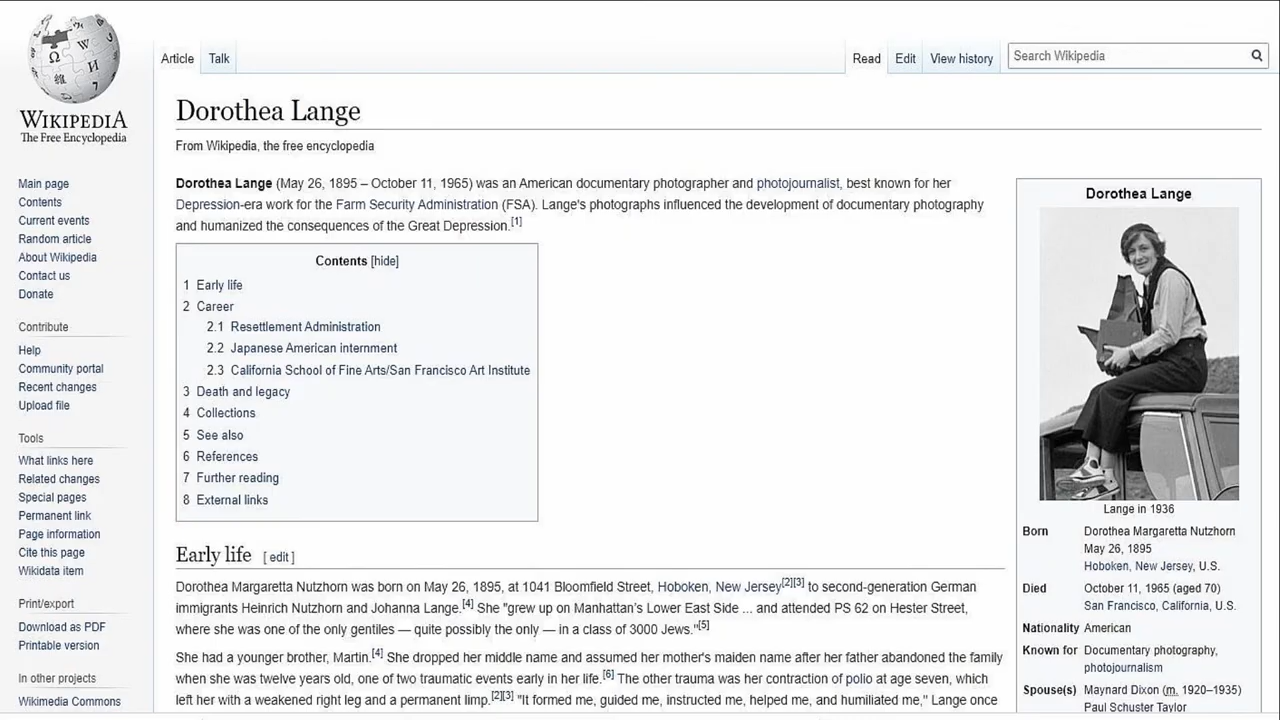 WIKIPEDIA
The Free Encyclopedia
Main page
Contents
Current events
Random article
About Wikipedia
Contact us
Donate
Contribute
Help
Community portal
Recent changes
Upload file
Tools
What links here
Related changes
Special pages
Permanent link
Page information
Cite this page
Wikidata item
Print/export
Download as PDF
Printable version
In other projects
Wikimedia Commons
Article Talk
Read Edit View history
Search Wikipedia
Dorothea Lange
From Wikipedia, the free encyclopedia
Dorothea Lange (May 26, 1895 – October 11, 1965) was an American documentary photographer and photojournalist, best known for her
Depression-era work for the Farm Security Administration (FSA). Lange's photographs influenced the development of documentary photography
and humanized the consequences of the Great Depression.[1]
Contents [hide]
1 Early life
2 Career
2.1 Resettlement Administration
2.2 Japanese American internment
2.3 California School of Fine Arts/San Francisco Art Institute
3 Death and legacy
4 Collections
5 See also
6 References
7 Further reading
8 External links
Early life [ edit ]
Dorothea Margaretta Nutzhorn was born on May 26, 1895, at 1041 Bloomfield Street, Hoboken, New Jersey[2][3] to second-generation German
immigrants Heinrich Nutzhorn and Johanna Lange.[4] She "grew up on Manhattan's Lower East Side ... and attended PS 62 on Hester Street,
where she was one of the only gentiles — quite possibly the only — in a class of 3000 Jews."[5]
She had a younger brother, Martin.[4] She dropped her middle name and assumed her mother's maiden name after her father abandoned the family
when she was twelve years old, one of two traumatic events early in her life.[6] The other trauma was her contraction of polio at age seven, which
left her with a weakened right leg and a permanent limp.[2][3] "It formed me, guided me, instructed me, helped me, and humiliated me," Lange once
Dorothea Lange
Lange in 1936
Born Dorothea Margaretta Nutzhorn
May 26, 1895
Hoboken, New Jersey, U.S.
Died October 11, 1965 (aged 70)
San Francisco, California, U.S.
Nationality American
Known for Documentary photography,
photojournalism
Spouse(s) Maynard Dixon (m. 1920–1935)
Paul Schuster Taylor